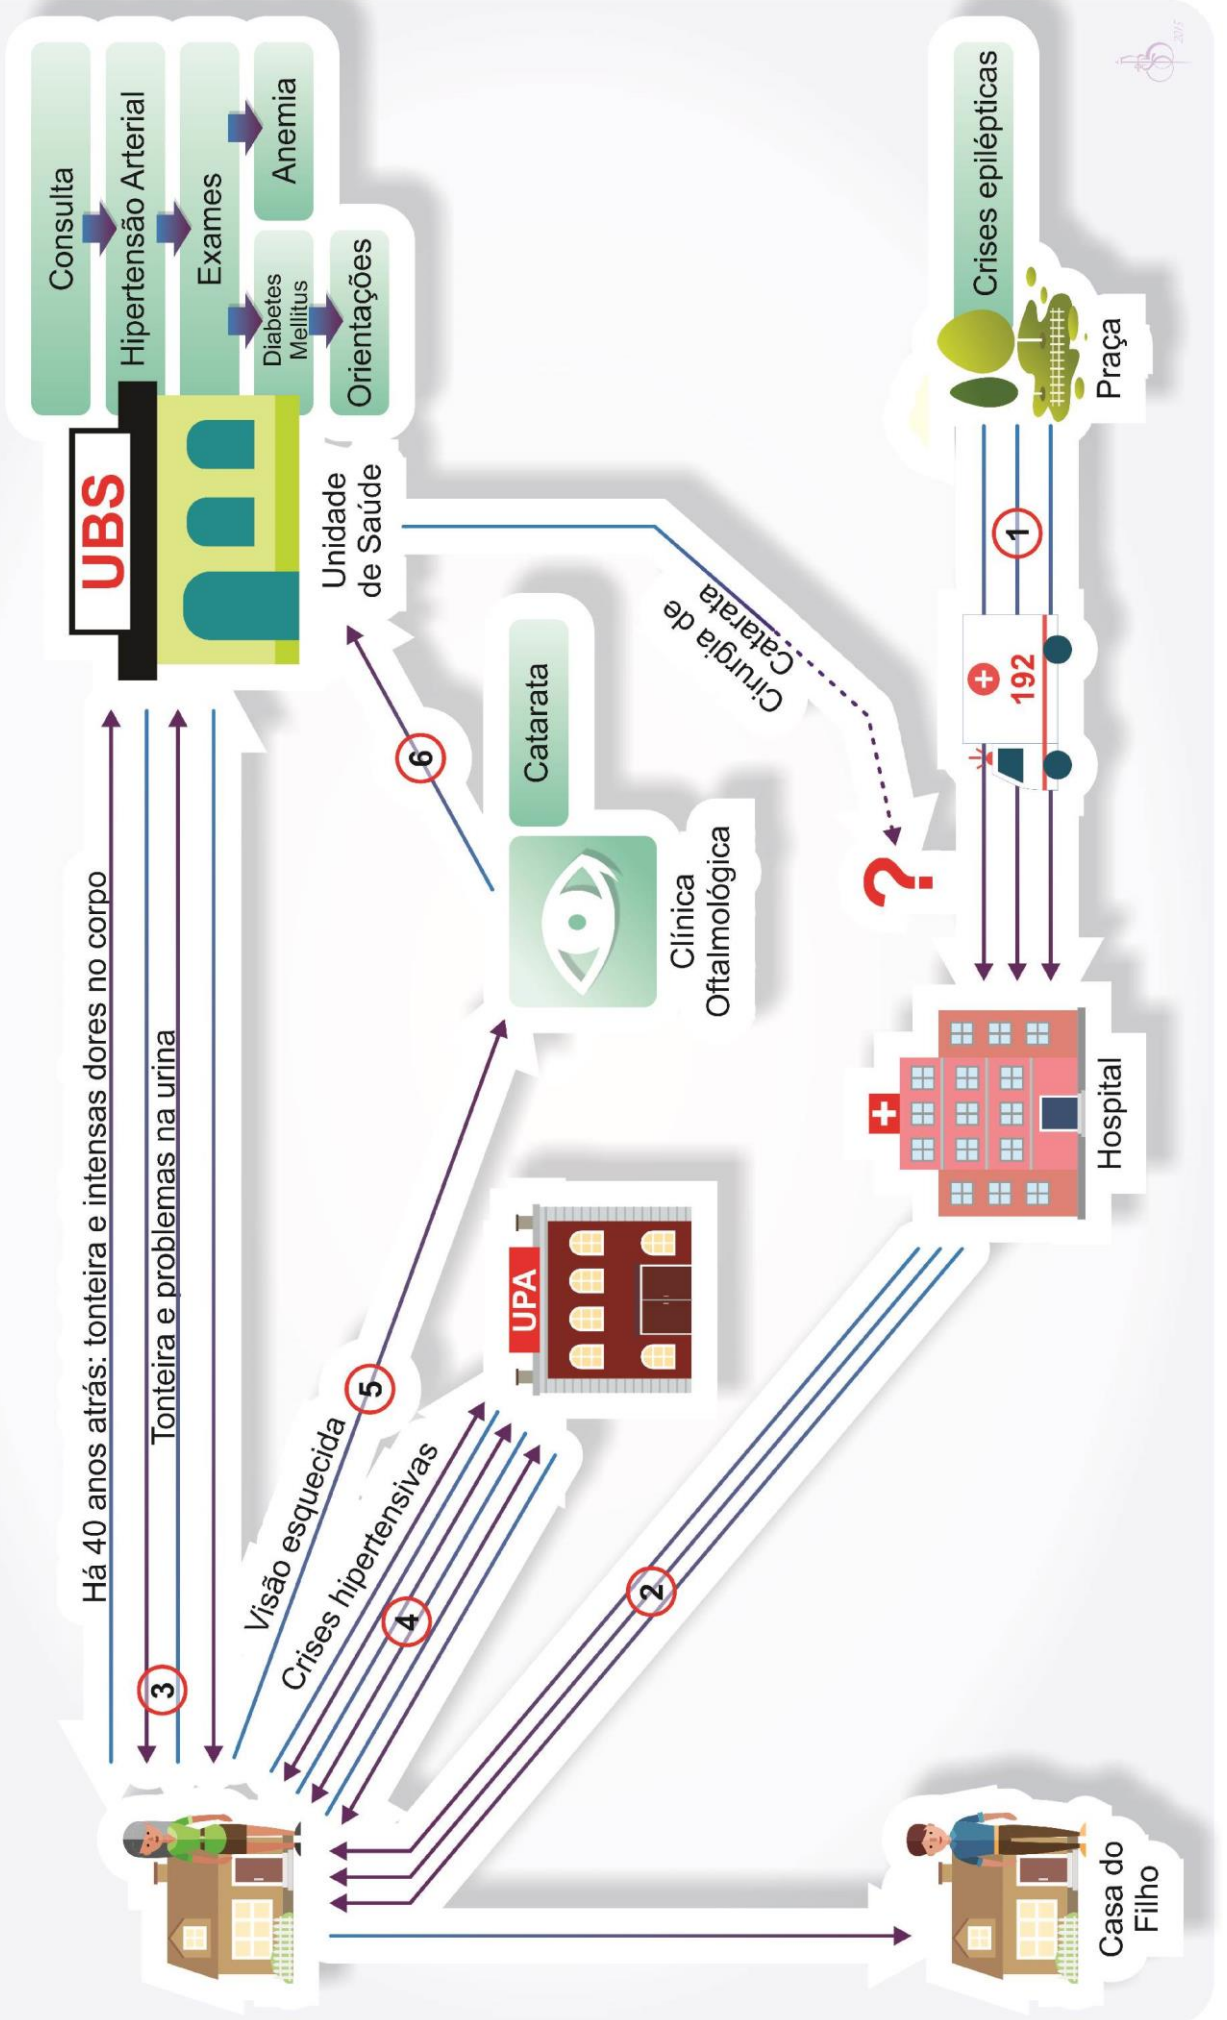 Há 40 anos atrás: tonteira e intensas dores no corpo
3
Tonteira e problemas na urina
UBS
Unidade
de Saúde
Consulta
Hipertensão Arterial
Exames
Diabetes
Mellitus
Anemia
Orientações
Visão esquecida
5
Crises hipertensivas
4
UPA
6
Catarata
Clínica
Oftalmológica
Cirurgia de
Catarata
?
2
Casa do
Filho
Hospital
192
1
Praça
Crises epilépticas
2015